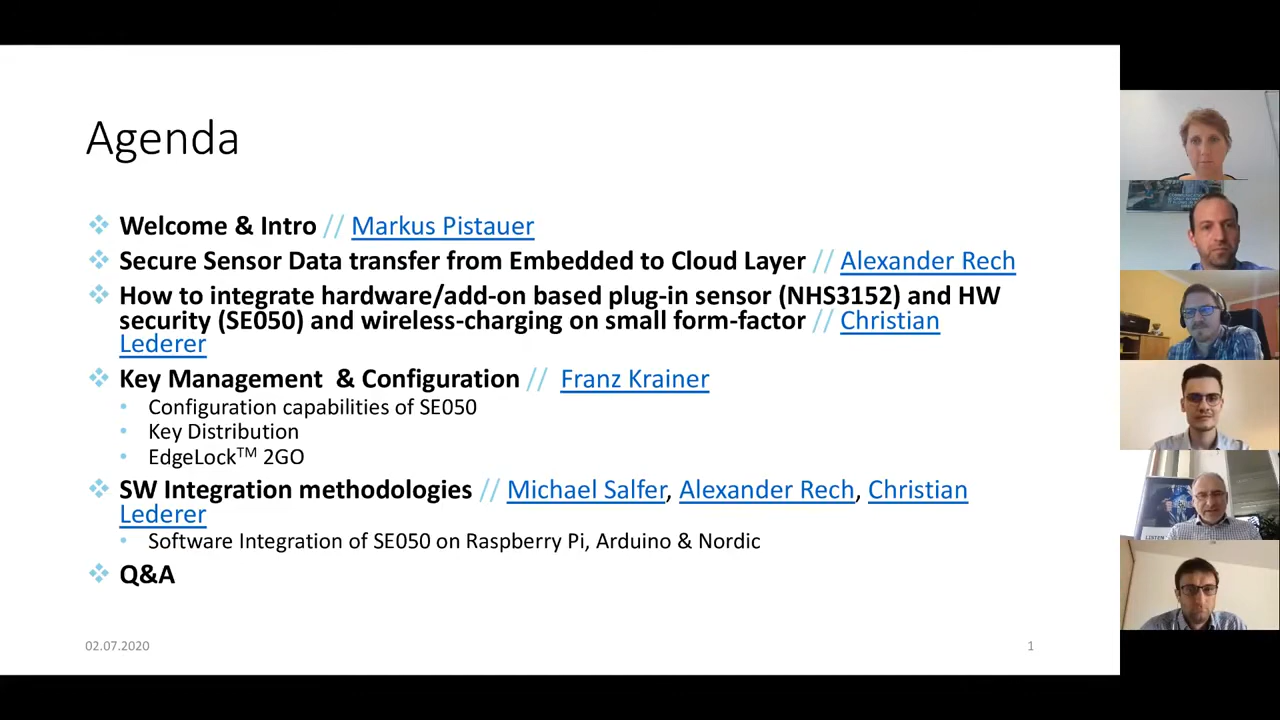 Agenda
Welcome & Intro // Markus Pistauer
Secure Sensor Data transfer from Embedded to Cloud Layer // Alexander Rech
How to integrate hardware/add-on based plug-in sensor (NHS3152) and HW
security (SE050) and wireless-charging on small form-factor // Christian
Lederer
Key Management & Configuration // Franz Krainer
Configuration capabilities of SE050
Key Distribution
EdgeLock™ 2GO
SW Integration methodologies // Michael Salfer, Alexander Rech, Christian
Lederer
Software Integration of SE050 on Raspberry Pi, Arduino & Nordic
Q&A
02.07.2020
1
LISTEN